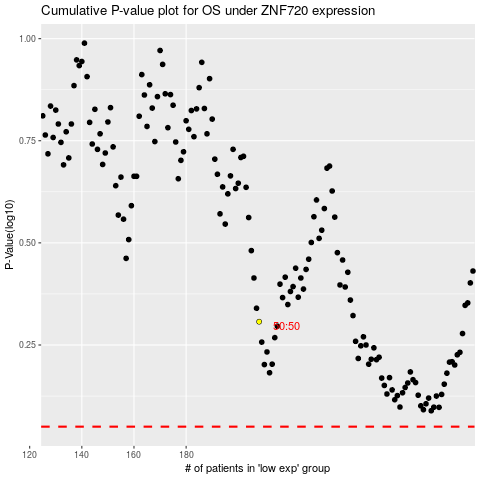 Cumulative P-value plot for OS under ZNF720 expression
P-Value(log10)
1.00
0.75
0.50
0.25
50:50
120 140 160 180
# of patients in 'low exp' group